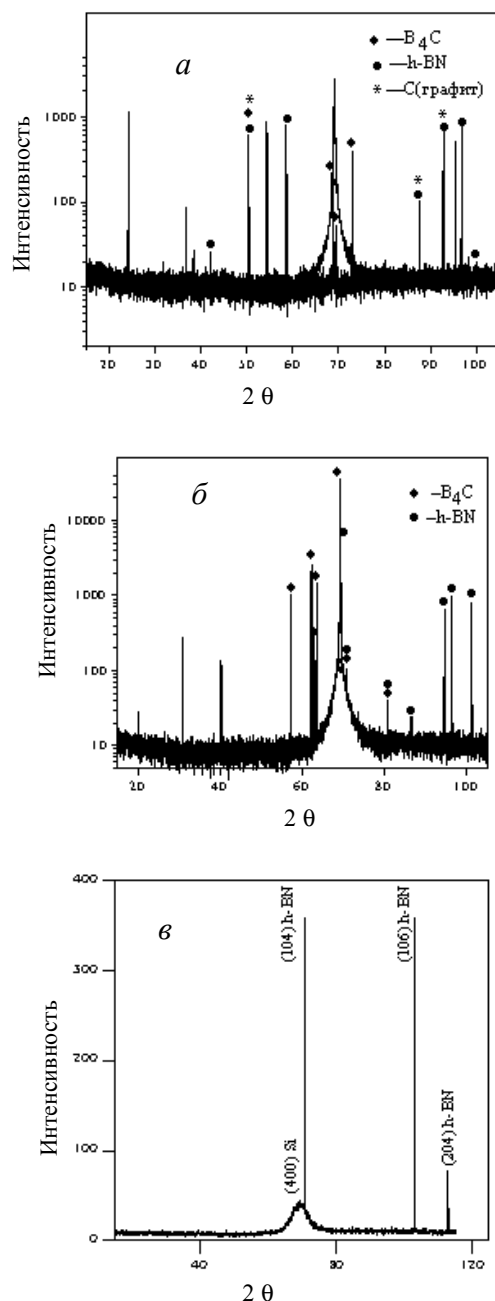 а
◆ —B₄C
● —h-BN
* —C(графит)
Интенсивность
1000
100
10
20 30 40 50 60 70 80 90 100
2 θ
б
◆ –B₄C
● –h-BN
Интенсивность
10000
1000
100
10
20 40 60 80 100
2 θ
в
Интенсивность
400
300
200
100
0
(400) Si
(104) h-BN
(106) h-BN
(204) h-BN
40 80 120
2 θ